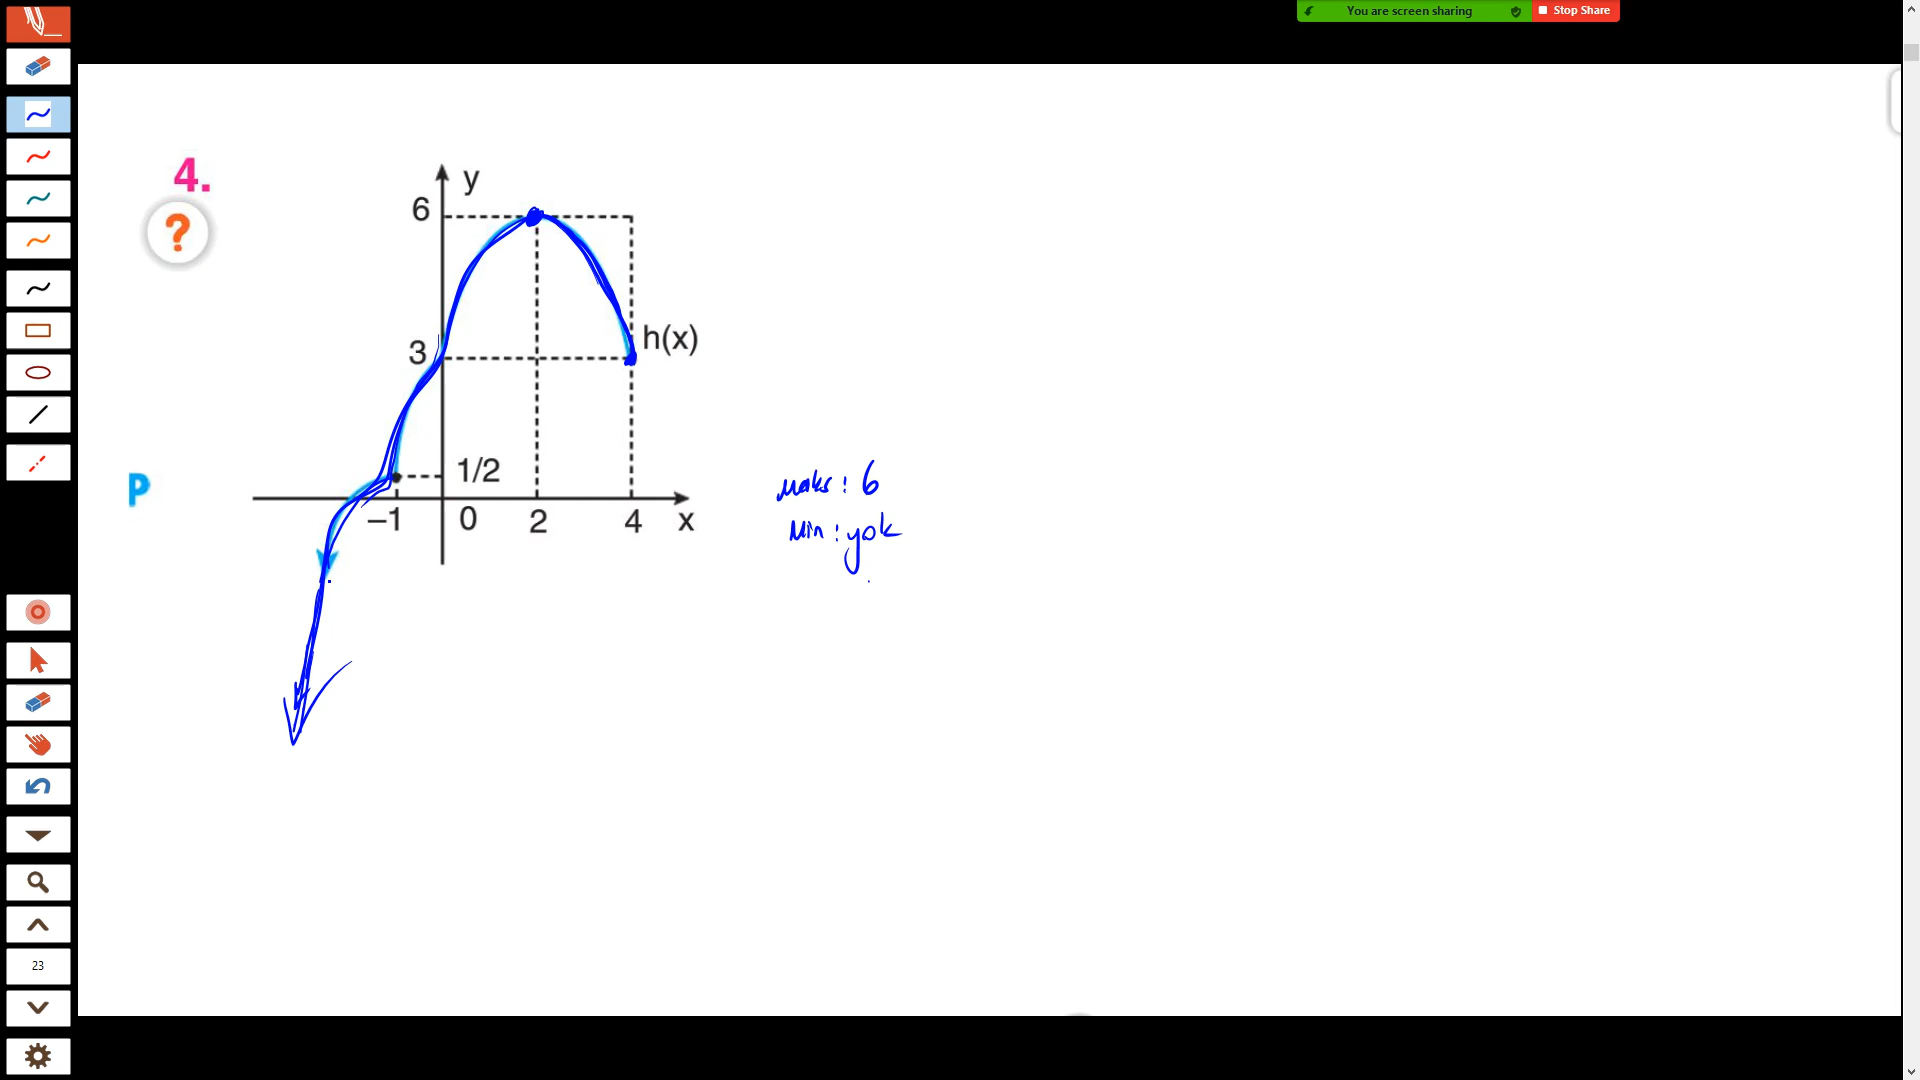 You are screen sharing
Stop Share
4.
?
y
6
h(x)
3
P
1/2
–1
0
2
4
x
maks : 6
Min : yok
23